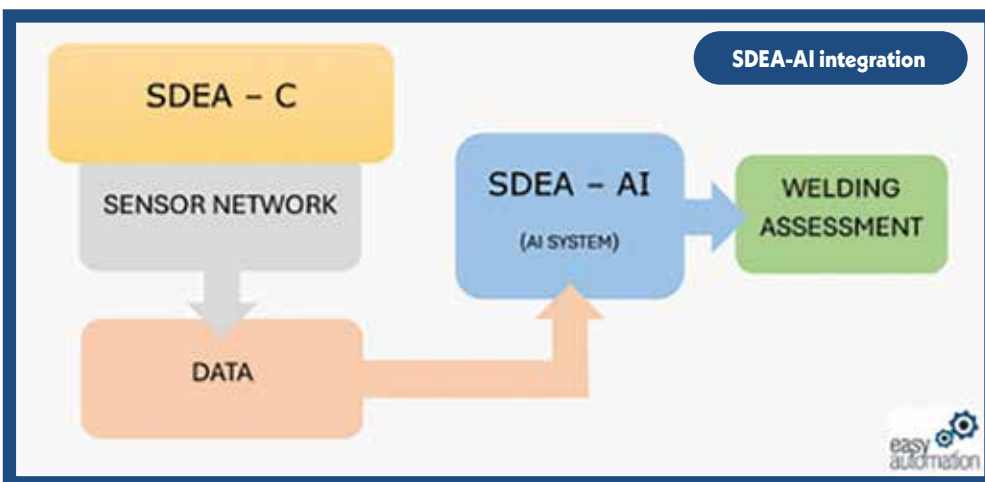 SDEA-AI integration
SDEA – C
SENSOR NETWORK
DATA
SDEA – AI
(AI SYSTEM)
WELDING
ASSESSMENT
easy
automation